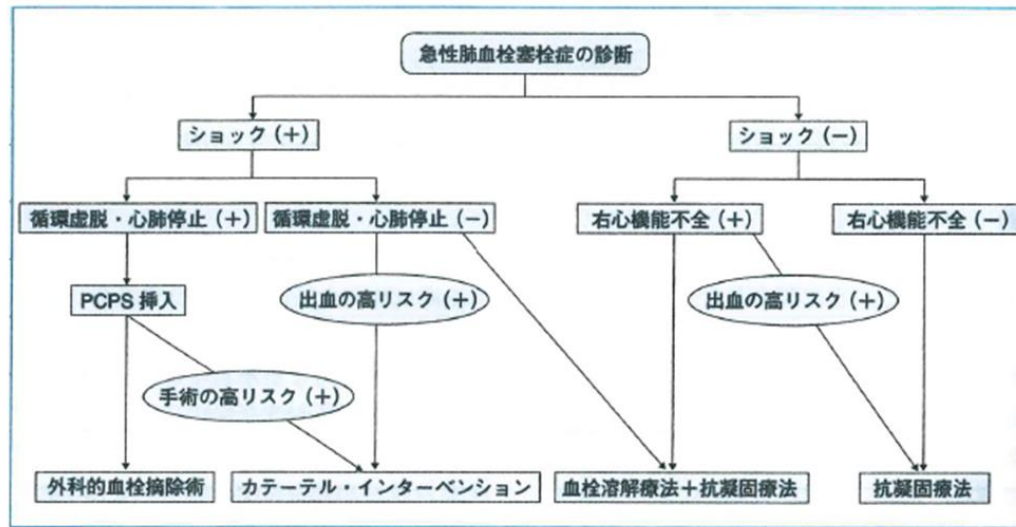 急性肺血栓塞栓症の診断
ショック（+）
ショック（-）
循環虚脱・心肺停止（+）
循環虚脱・心肺停止（-）
右心機能不全（+）
右心機能不全（-）
PCPS 挿入
出血の高リスク（+）
出血の高リスク（+）
手術の高リスク（+）
外科的血栓摘除術
カテーテル・インターベンション
血栓溶解療法＋抗凝固療法
抗凝固療法